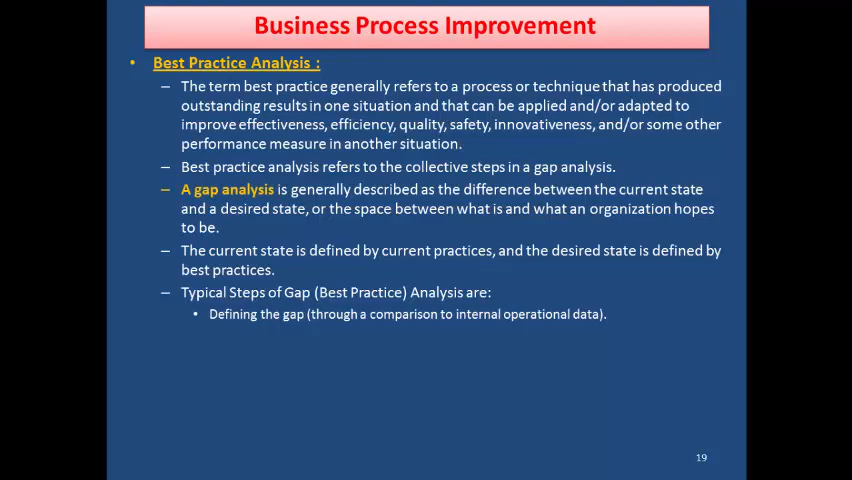 Business Process Improvement
• Best Practice Analysis :
– The term best practice generally refers to a process or technique that has produced
outstanding results in one situation and that can be applied and/or adapted to
improve effectiveness, efficiency, quality, safety, innovativeness, and/or some other
performance measure in another situation.
– Best practice analysis refers to the collective steps in a gap analysis.
– A gap analysis is generally described as the difference between the current state
and a desired state, or the space between what is and what an organization hopes
to be.
– The current state is defined by current practices, and the desired state is defined by
best practices.
– Typical Steps of Gap (Best Practice) Analysis are:
• Defining the gap (through a comparison to internal operational data).
19